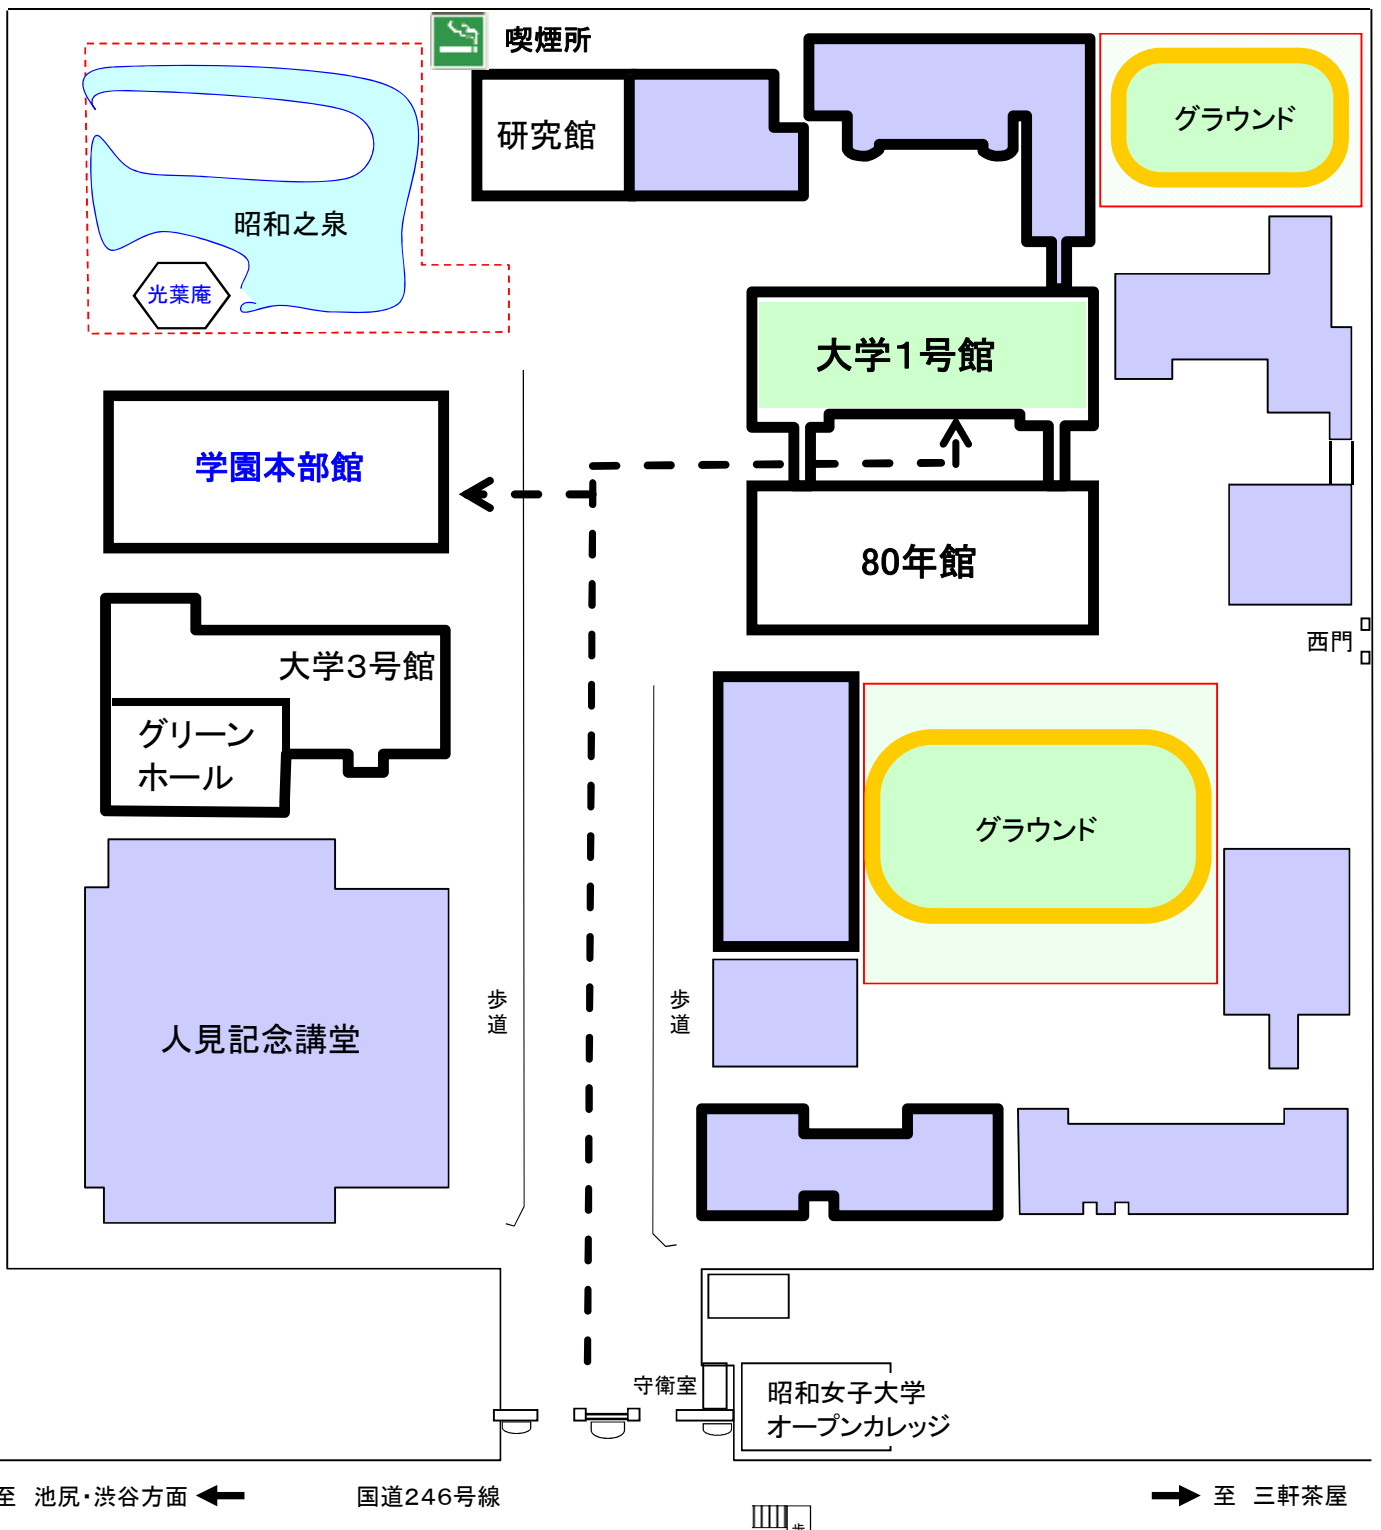 喫煙所
研究館
グラウンド
昭和之泉
光葉庵
大学1号館
学園本部館
80年館
西門
大学3号館
グリーン
ホール
グラウンド
歩道
歩道
人見記念講堂
守衛室
昭和女子大学
オープンカレッジ
至 池尻・渋谷方面
国道246号線
至 三軒茶屋